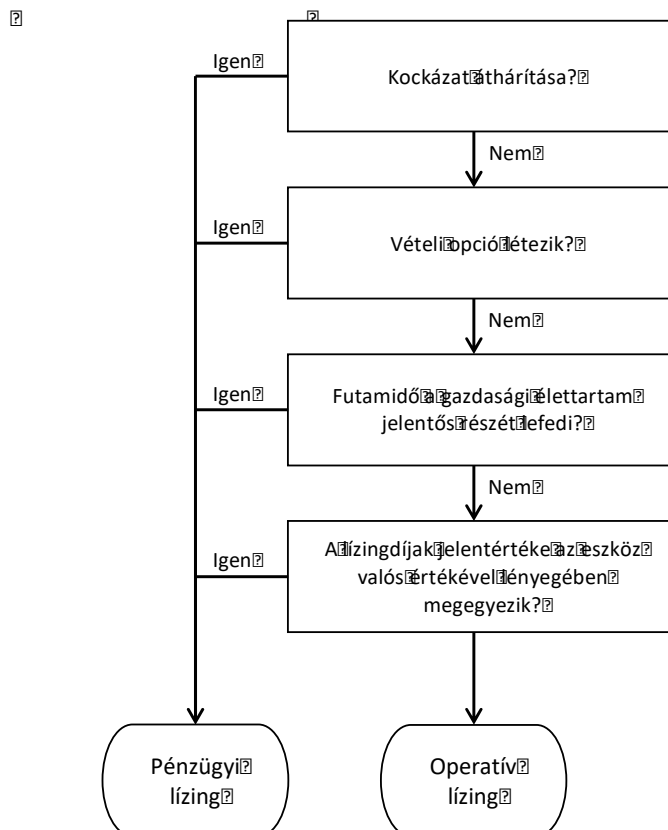 Igen
Kockázat áthárítása?
Nem
Igen
Vételi opció létezik?
Nem
Igen
Futamidő a gazdasági élettartam
jelentős részét lefedi?
Nem
Igen
A lízingdíjak jelentértéke az eszköz
valós értékével lényegében
megegyezik?
Pénzügyi
lízing
Operatív
lízing